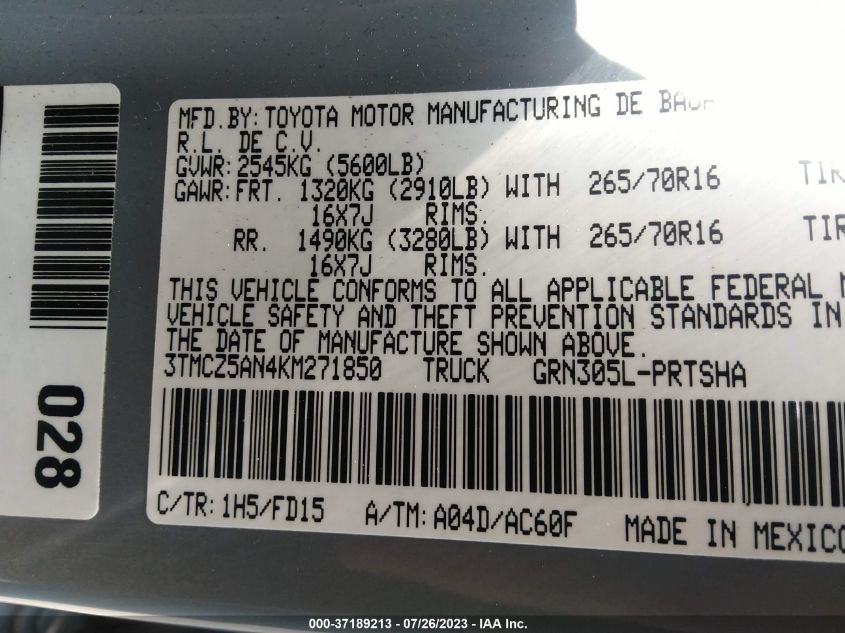 MFD.BY: TOYOTA MOTOR MANUFACTURING DE
R.L. DE C.V.
GVWR: 2545KG (5600LB)
GAWR: FRT. 1320KG (2910LB) WITH 265/70R16
16X7J RIMS.
RR. 1490KG (3280LB) WITH 265/70R16
16X7J RIMS.
THIS VEHICLE CONFORMS TO ALL APPLICABLE FEDERAL
VEHICLE SAFETY AND THEFT PREVENTION STANDARDS IN
THE DATE OF MANUFACTURE SHOWN ABOVE.
3TMCZ5AN4KM271850 TRUCK GRN305L-PRTSHA
C/TR: 1H5/FD15 A/TM: A04D/AC60F MADE IN MEXICO
028
000-37189213 - 07/26/2023 - IAA Inc.